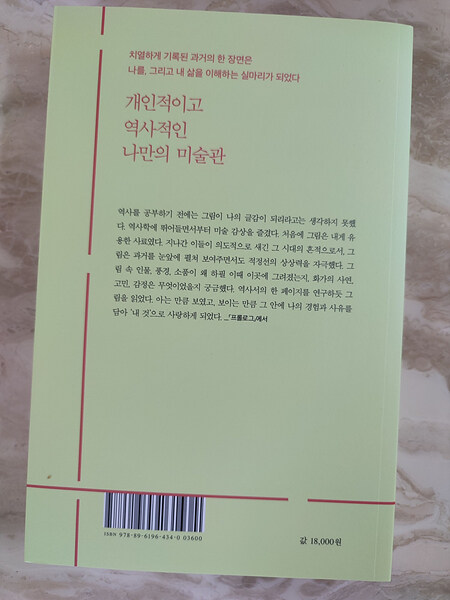 치열하게 기록된 과거의 한 장면은
나를, 그리고 내 삶을 이해하는 실마리가 되었다
개인적이고
역사적인
나만의 미술관
역사를 공부하기 전에는 그림이 나의 글감이 되리라고는 생각하지 못했
다. 역사학에 뛰어들면서부터 미술 감상을 즐겼다. 처음에 그림은 내게 유
용한 사료였다. 지나간 이들이 의도적으로 새긴 그 시대의 흔적으로서, 그
림은 과거를 눈앞에 펼쳐 보여주면서도 적정선의 상상력을 자극했다. 그
림 속 인물, 풍경, 소품이 왜 하필 이때 이곳에 그려졌는지, 화가의 사연,
고민, 감정은 무엇이었을지 궁금했다. 역사서의 한 페이지를 연구하듯 그
림을 읽었다. 아는 만큼 보였고, 보이는 만큼 그 안에 나의 경험과 사유를
담아 '내 것'으로 사랑하게 되었다. _「프롤로그」에서
ISBN 978-89-6196-434-0 03600
값 18,000원